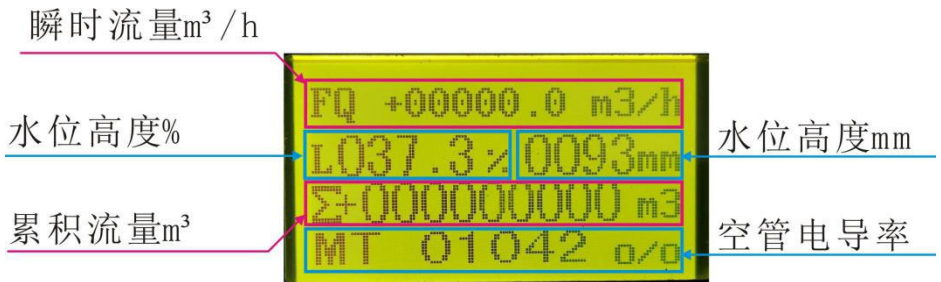 瞬时流量m³/h
FQ +00000.0 m3/h
水位高度%
L037.3% 0093mm
水位高度mm
Σ+000000000 m3
累积流量m³
MT 01042 o/o
空管电导率